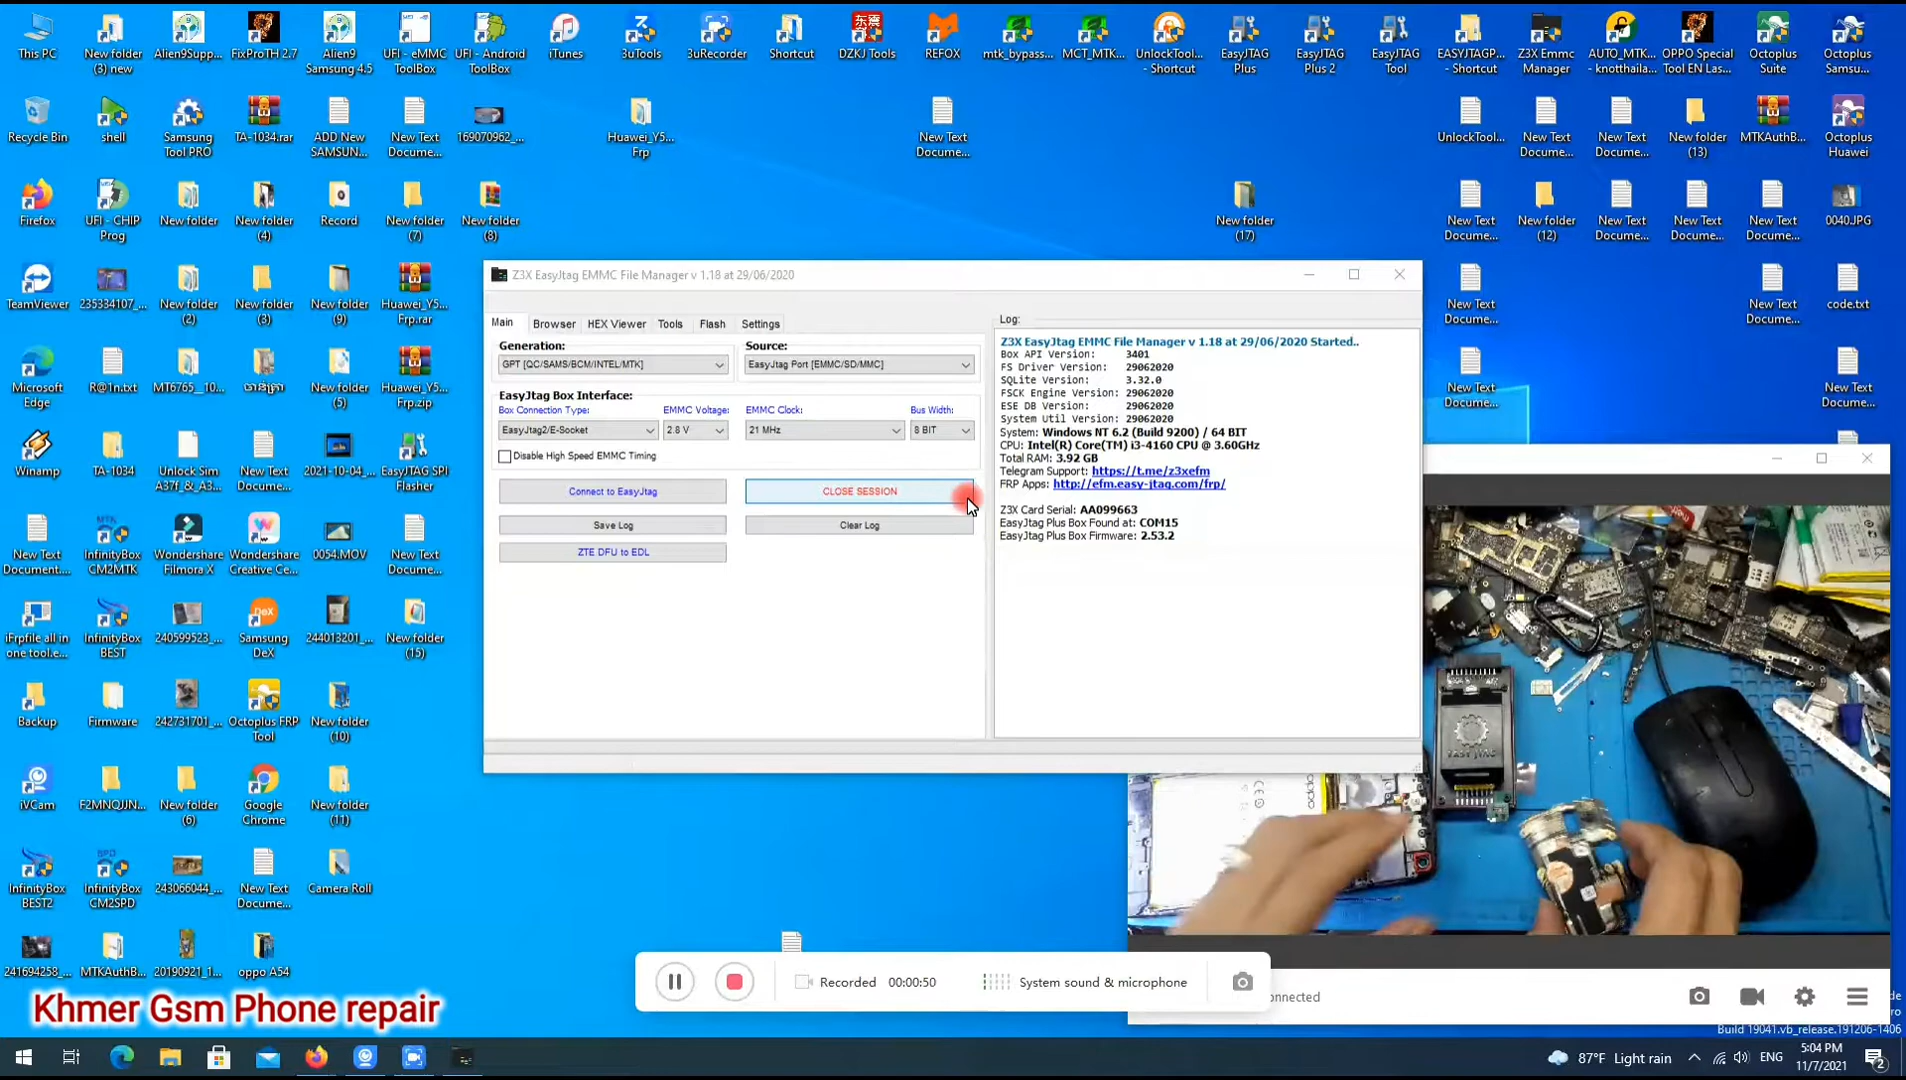 This PC
New folder
(3) new
Alien9Supp...
FixProTH 2.7
Alien9
Samsung 4.5
UFI - eMMC
ToolBox
UFI - Android
ToolBox
iTunes
3uTools
3uRecorder
Shortcut
DZKJ Tools
REFOX
mtk_bypass...
MCT_MTK...
UnlockTool...
- Shortcut
EasyJTAG
Plus
EasyJTAG
Plus 2
EasyJTAG
Tool
EASYJTAGP...
- Shortcut
Z3X Emmc
Manager
AUTO_MTK...
- knotthaila...
OPPO Special
Tool EN Las...
Octoplus
Suite
Octoplus
Samsu...
Recycle Bin
shell
Samsung
Tool PRO
TA-1034.rar
ADD New
SAMSUN...
New Text
Docume...
169070962_...
Huawei_Y5...
Frp
New Text
Docume...
UnlockTool...
New Text
Docume...
New Text
Docume...
New folder
(13)
MTKAuthB...
Octoplus
Huawei
Firefox
UFI - CHIP
Prog
New folder
New folder
(4)
Record
New folder
(7)
New folder
(8)
New folder
(17)
New Text
Docume...
New folder
(12)
New Text
Docume...
New Text
Docume...
New Text
Docume...
0040.JPG
TeamViewer
235334107_...
New folder
(2)
New folder
(3)
New folder
(9)
Huawei_Y5...
Frp.rar
New Text
Docume...
code.txt
Microsoft
Edge
R@1n.txt
MT6765__10...
New folder
(5)
Huawei_Y5...
Frp.zip
New Text
Docume...
New Text
Docume...
Winamp
TA-1034
Unlock Sim
A37f_&_A3...
New Text
Docume...
2021-10-04_...
EasyJTAG SPI
Flasher
New Text
Document....
InfinityBox
CM2MTK
Wondershare
Filmora X
Wondershare
Creative Ce...
0054.MOV
New Text
Docume...
iFrpfile all in
one tool.e...
InfinityBox
BEST
240599523_...
Samsung
DeX
244013201_...
New folder
(15)
Backup
Firmware
242731701_...
Octoplus FRP
Tool
New folder
(10)
iVCam
F2MNQJJN...
New folder
(6)
Google
Chrome
New folder
(11)
InfinityBox
BEST2
InfinityBox
CM2SPD
243066044_...
New Text
Docume...
Camera Roll
241694258_...
MTKAuthB...
20190921_1...
oppo A54
Z3X EasyJtag EMMC File Manager v 1.18 at 29/06/2020
Main Browser HEX Viewer Tools Flash Settings
Generation: Source:
GPT [QC/SAMS/BCM/INTEL/MTK] EasyJtag Port [EMMC/SD/MMC]
EasyJtag Box Interface:
Box Connection Type: EMMC Voltage: EMMC Clock: Bus Width:
EasyJtag2/E-Socket 2.8 V 21 MHz 8 BIT
Disable High Speed EMMC Timing
Connect to EasyJtag CLOSE SESSION
Save Log Clear Log
ZTE DFU to EDL
Log:
Z3X EasyJtag EMMC File Manager v 1.18 at 29/06/2020 Started..
Box API Version: 3401
FS Driver Version: 29062020
SQLite Version: 3.32.0
FSCK Engine Version: 29062020
ESE DB Version: 29062020
System Util Version: 29062020
System: Windows NT 6.2 (Build 9200) / 64 BIT
CPU: Intel(R) Core(TM) i3-4160 CPU @ 3.60GHz
Total RAM: 3.92 GB
Telegram Support: https://t.me/z3xefm
FRP Apps: http://efm.easy-jtag.com/frp/
Z3X Card Serial: AA099663
EasyJtag Plus Box Found at: COM15
EasyJtag Plus Box Firmware: 2.53.2
EASY JTAG
oppo
Recorded 00:00:50 System sound & microphone
Khmer Gsm Phone repair
Build 19041.vb_release.191206-1406
87°F Light rain ENG
5:04 PM
11/7/2021
2